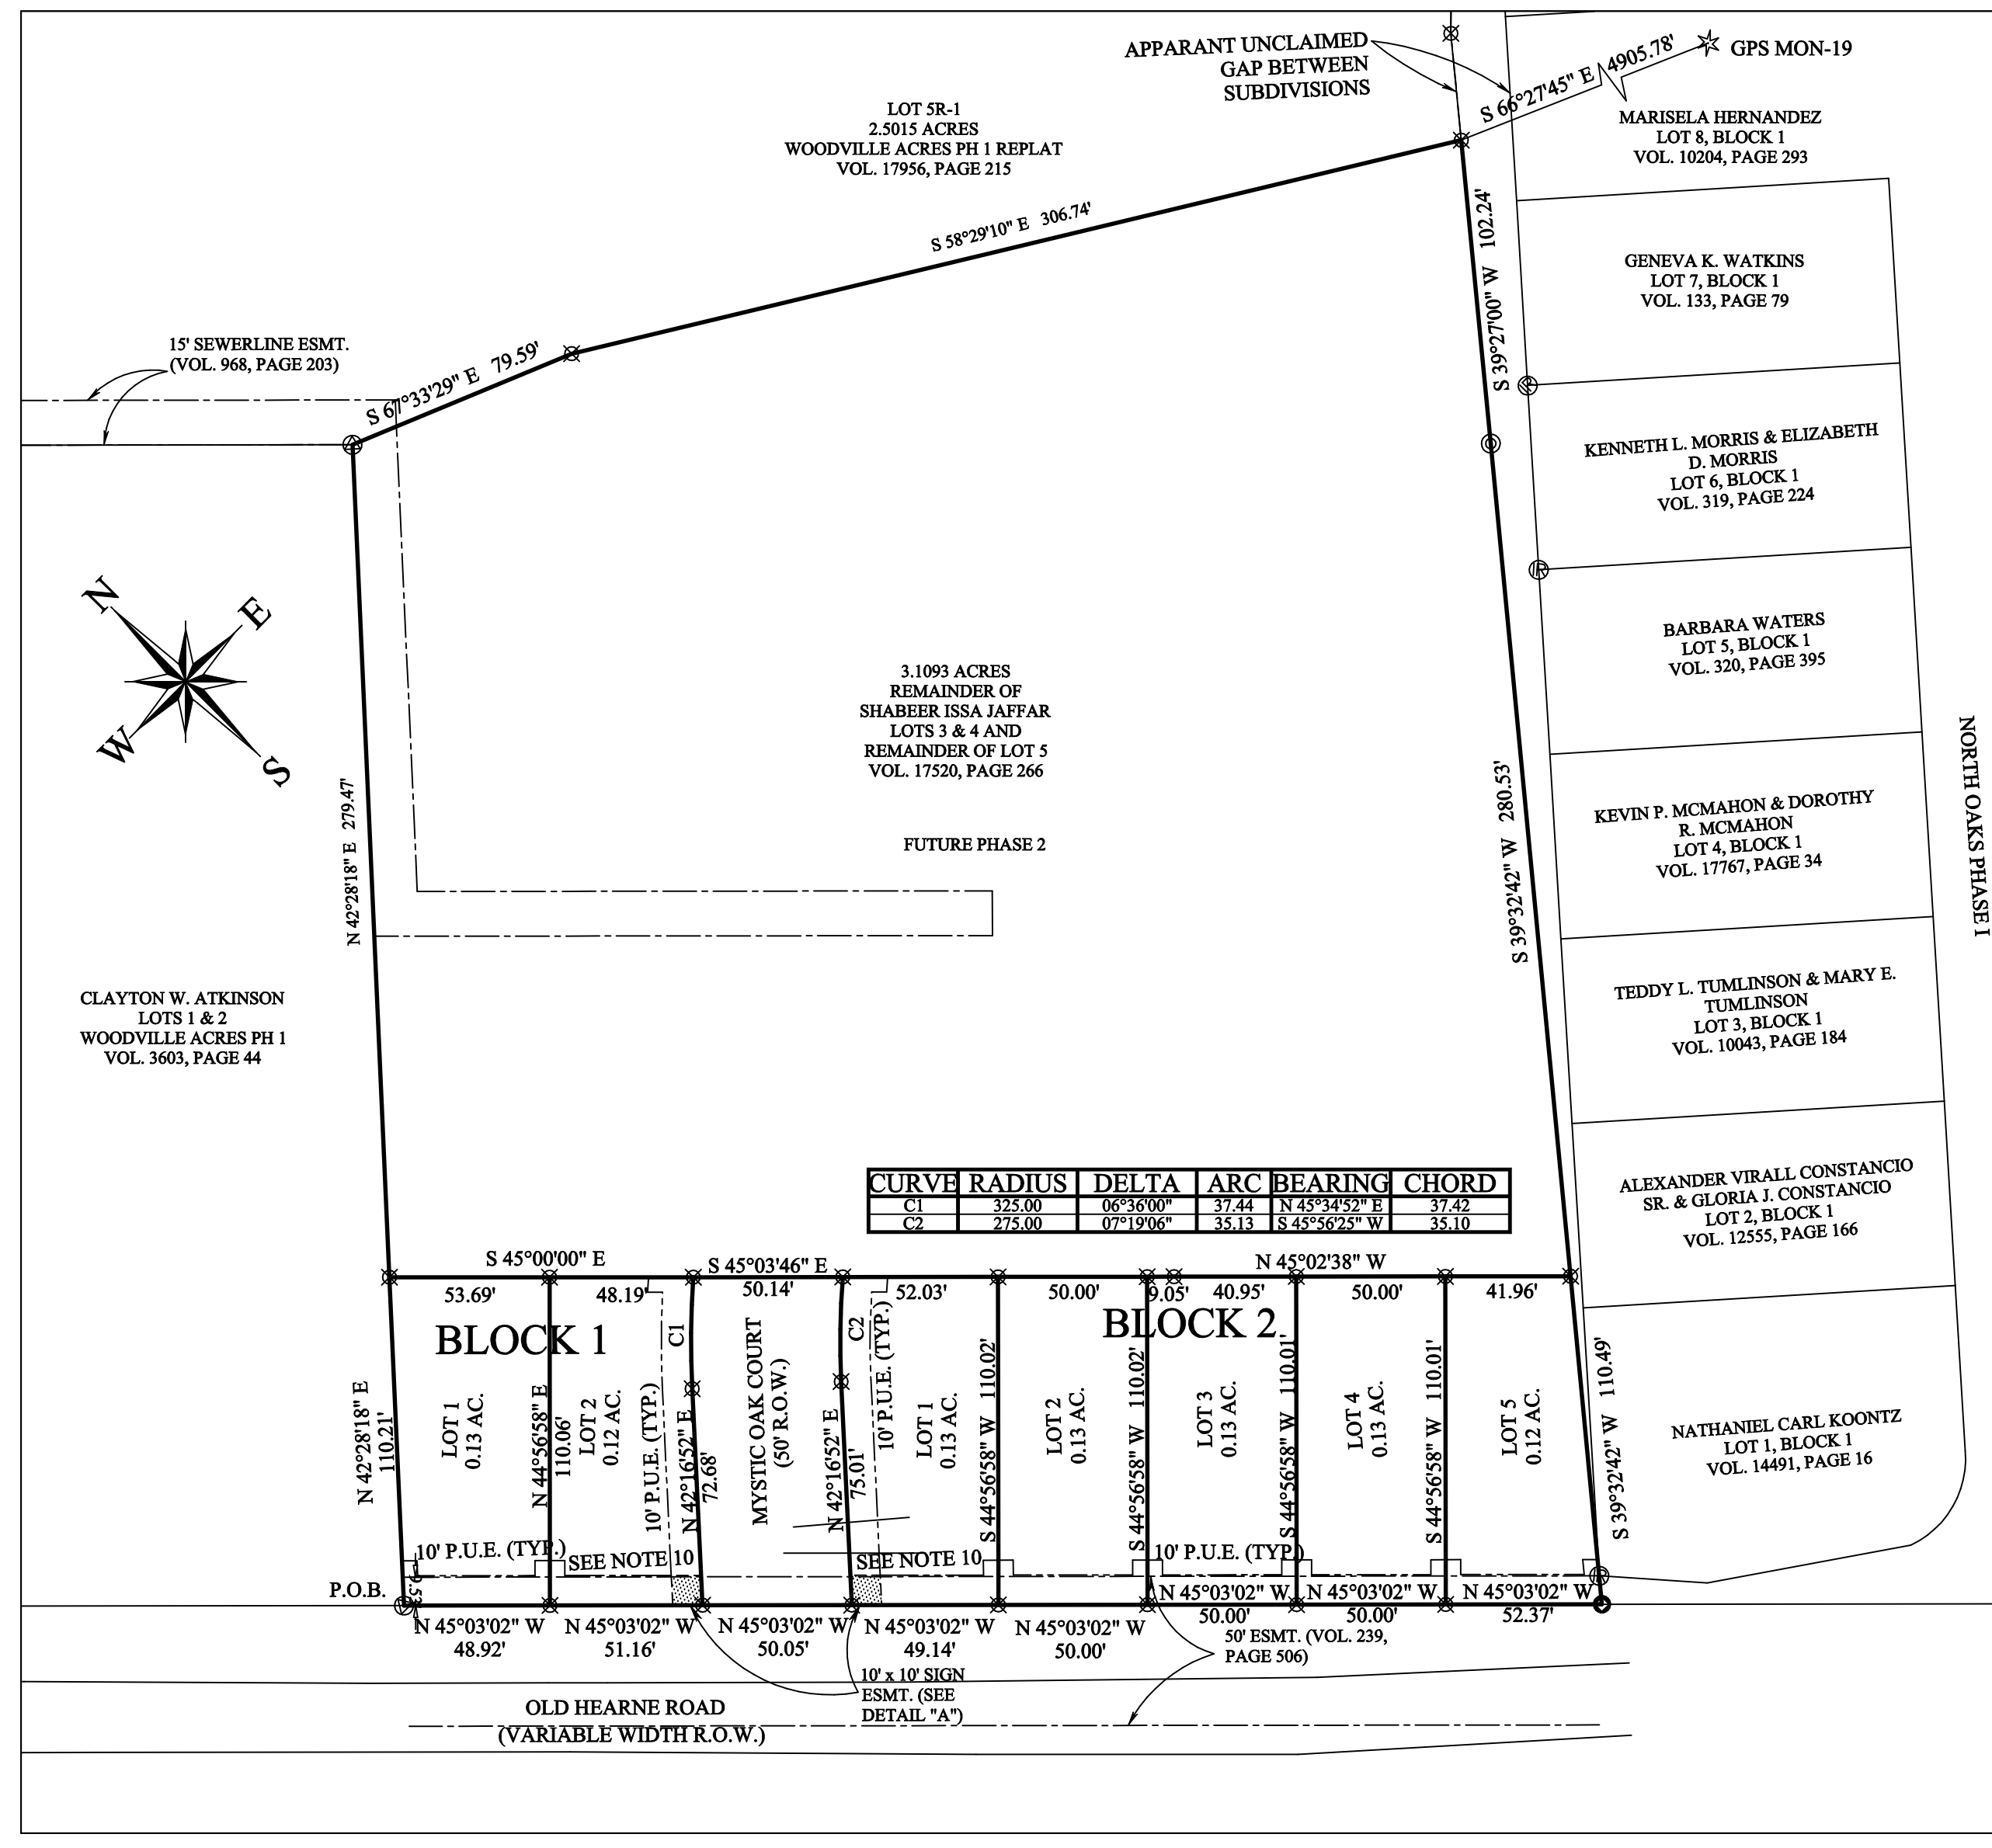 APPARANT UNCLAIMED
GAP BETWEEN
SUBDIVISIONS
S 66°27'45" E 4905.78'
GPS MON-19
MARISELA HERNANDEZ
LOT 8, BLOCK 1
VOL. 10204, PAGE 293
LOT 5R-1
2.5015 ACRES
WOODVILLE ACRES PH 1 REPLAT
VOL. 17956, PAGE 215
S 58°29'10" E 306.74'
S 39°27'00" W 102.24'
GENEVA K. WATKINS
LOT 7, BLOCK 1
VOL. 133, PAGE 79
15' SEWERLINE ESMT.
(VOL. 968, PAGE 203)
S 67°33'29" E 79.59'
KENNETH L. MORRIS & ELIZABETH
D. MORRIS
LOT 6, BLOCK 1
VOL. 319, PAGE 224
N
E
W
S
BARBARA WATERS
LOT 5, BLOCK 1
VOL. 320, PAGE 395
3.1093 ACRES
REMAINDER OF
SHABEER ISSA JAFFAR
LOTS 3 & 4 AND
REMAINDER OF LOT 5
VOL. 17520, PAGE 266
FUTURE PHASE 2
N 42°28'18" E 279.47'
S 39°32'42" W 280.53'
NORTH OAKS PHASE I
KEVIN P. MCMAHON & DOROTHY
R. MCMAHON
LOT 4, BLOCK 1
VOL. 17767, PAGE 34
CLAYTON W. ATKINSON
LOTS 1 & 2
WOODVILLE ACRES PH 1
VOL. 3603, PAGE 44
TEDDY L. TUMLINSON & MARY E.
TUMLINSON
LOT 3, BLOCK 1
VOL. 10043, PAGE 184
CURVE RADIUS DELTA ARC BEARING CHORD
C1 325.00 06°36'00" 37.44 N 45°34'52" E 37.42
C2 275.00 07°19'06" 35.13 S 45°56'25" W 35.10
ALEXANDER VIRALL CONSTANCIO
SR. & GLORIA J. CONSTANCIO
LOT 2, BLOCK 1
VOL. 12555, PAGE 166
S 45°00'00" E
S 45°03'46" E
N 45°02'38" W
53.69'
48.19'
50.14'
52.03'
50.00'
9.05'
40.95'
50.00'
41.96'
BLOCK 1
BLOCK 2
N 42°28'18" E
110.21'
LOT 1
0.13 AC.
N 44°56'58" E
110.06'
LOT 2
0.12 AC.
10' P.U.E. (TYP.)
C1
N 42°16'52" E
72.68'
MYSTIC OAK COURT
(50' R.O.W.)
C2
N 42°16'52" E
75.01'
10' P.U.E. (TYP.)
LOT 1
0.13 AC.
S 44°56'58" W 110.02'
LOT 2
0.13 AC.
S 44°56'58" W 110.02'
LOT 3
0.13 AC.
S 44°56'58" W 110.01'
LOT 4
0.13 AC.
S 44°56'58" W 110.01'
LOT 5
0.12 AC.
S 39°32'42" W 110.49'
NATHANIEL CARL KOONTZ
LOT 1, BLOCK 1
VOL. 14491, PAGE 16
10' P.U.E. (TYP.)
SEE NOTE 10
SEE NOTE 10
10' P.U.E. (TYP.)
P.O.B.
9.53'
N 45°03'02" W
48.92'
N 45°03'02" W
51.16'
N 45°03'02" W
50.05'
N 45°03'02" W
49.14'
N 45°03'02" W
50.00'
N 45°03'02" W
50.00'
N 45°03'02" W
50.00'
N 45°03'02" W
52.37'
50' ESMT. (VOL. 239,
PAGE 506)
10' x 10' SIGN
ESMT. (SEE
DETAIL "A")
OLD HEARNE ROAD
(VARIABLE WIDTH R.O.W.)